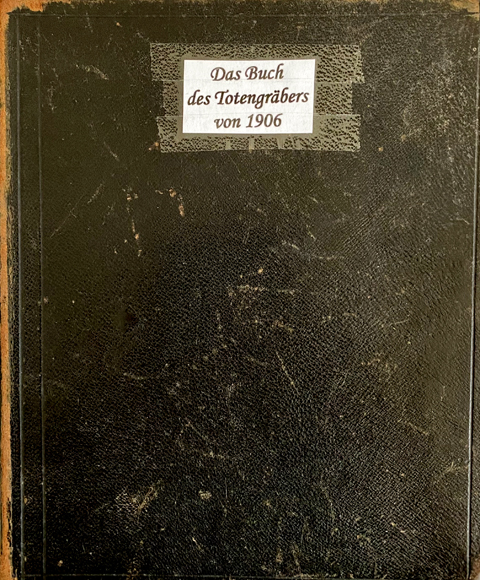 Das Buch
des Totengräbers
von 1906